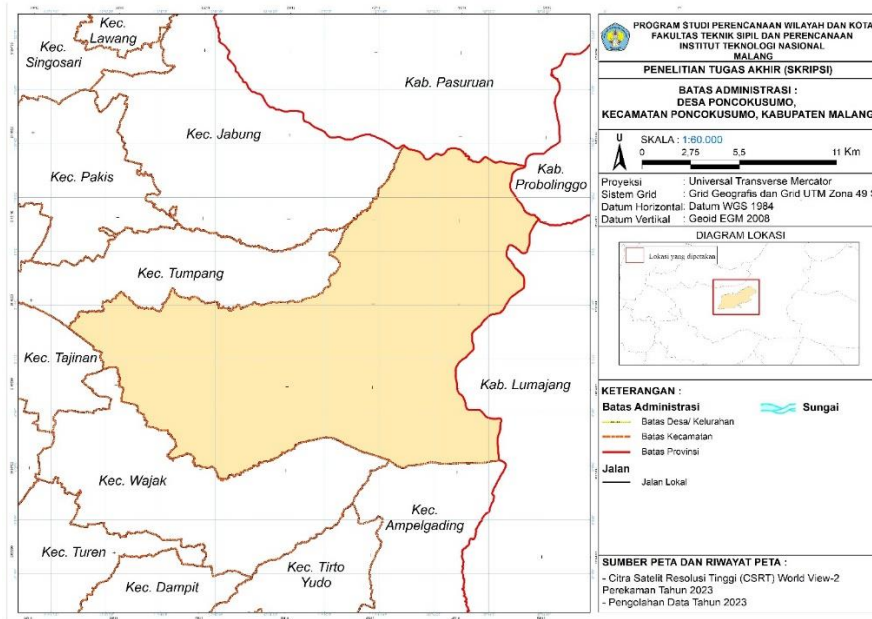 Kec. Lawang
Kec. Singosari
Kab. Pasuruan
Kec. Jabung
Kab. Probolinggo
Kec. Pakis
Kec. Tumpang
Kec. Tajinan
Kab. Lumajang
Kec. Wajak
Kec. Ampelgading
Kec. Turen
Kec. Tirto Yudo
Kec. Dampit
PROGRAM STUDI PERENCANAAN WILAYAH DAN KOTA
FAKULTAS TEKNIK SIPIL DAN PERENCANAAN
INSTITUT TEKNOLOGI NASIONAL
MALANG
PENELITIAN TUGAS AKHIR (SKRIPSI)
BATAS ADMINISTRASI :
DESA PONCOKUSUMO,
KECAMATAN PONCOKUSUMO, KABUPATEN MALANG
U
SKALA : 1:60.000
0 2,75 5,5 11 Km
Proyeksi : Universal Transverse Mercator
Sistem Grid : Grid Geografis dan Grid UTM Zona 49 S
Datum Horizontal: Datum WGS 1984
Datum Vertikal : Geoid EGM 2008
DIAGRAM LOKASI
Lokasi yang dipetakan
KETERANGAN :
Batas Administrasi
Batas Desa/ Kelurahan
Batas Kecamatan
Batas Provinsi
Jalan
Jalan Lokal
Sungai
SUMBER PETA DAN RIWAYAT PETA :
- Citra Satelit Resolusi Tinggi (CSRT) World View-2
Perekaman Tahun 2023
- Pengolahan Data Tahun 2023